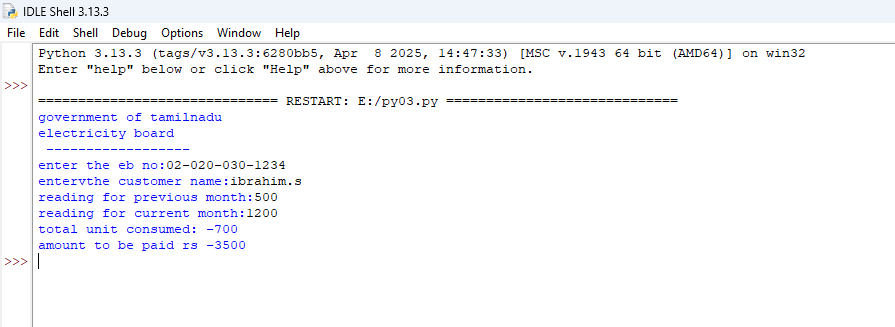 IDLE Shell 3.13.3
File Edit Shell Debug Options Window Help
Python 3.13.3 (tags/v3.13.3:6280bb5, Apr  8 2025, 14:47:33) [MSC v.1943 64 bit (AMD64)] on win32
Enter "help" below or click "Help" above for more information.
>>>
============================== RESTART: E:/py03.py =============================
government of tamilnadu
electricity board
------------------
enter the eb no:02-020-030-1234
entervthe customer name:ibrahim.s
reading for previous month:500
reading for current month:1200
total unit consumed: -700
amount to be paid rs -3500
>>>